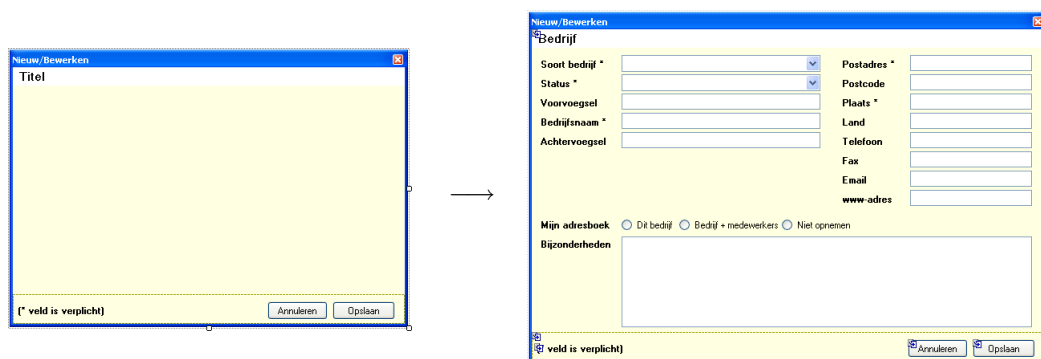 Nieuw/Bewerken
Titel
(* veld is verplicht)
Annuleren
Opslaan
Nieuw/Bewerken
Bedrijf
Soort bedrijf *
Status *
Voorvoegsel
Bedrijfsnaam *
Achtervoegsel
Postadres *
Postcode
Plaats *
Land
Telefoon
Fax
Email
www-adres
Mijn adresboek
Dit bedrijf
Bedrijf + medewerkers
Niet opnemen
Bijzonderheden
veld is verplicht)
Annuleren
Opslaan